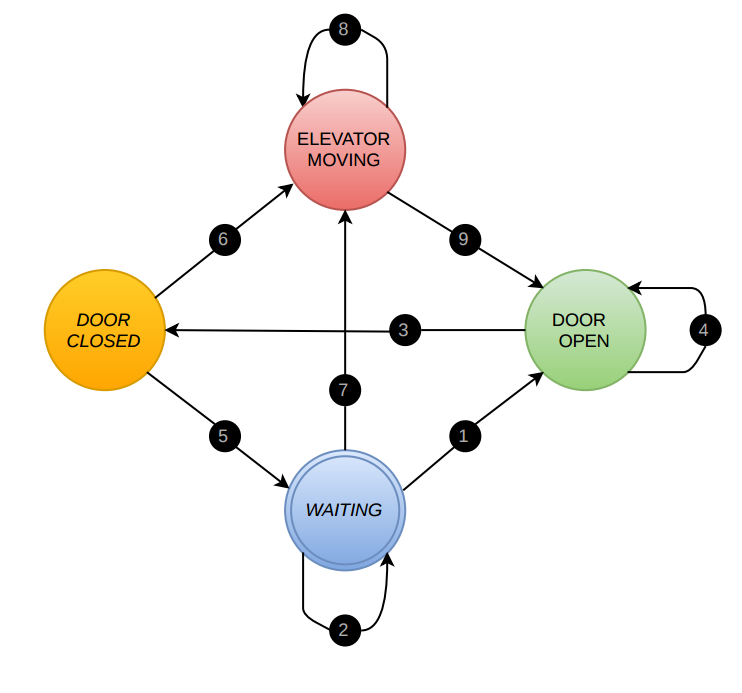 8
ELEVATOR
MOVING
6
9
DOOR
CLOSED
3
DOOR
OPEN
4
7
5
1
WAITING
2